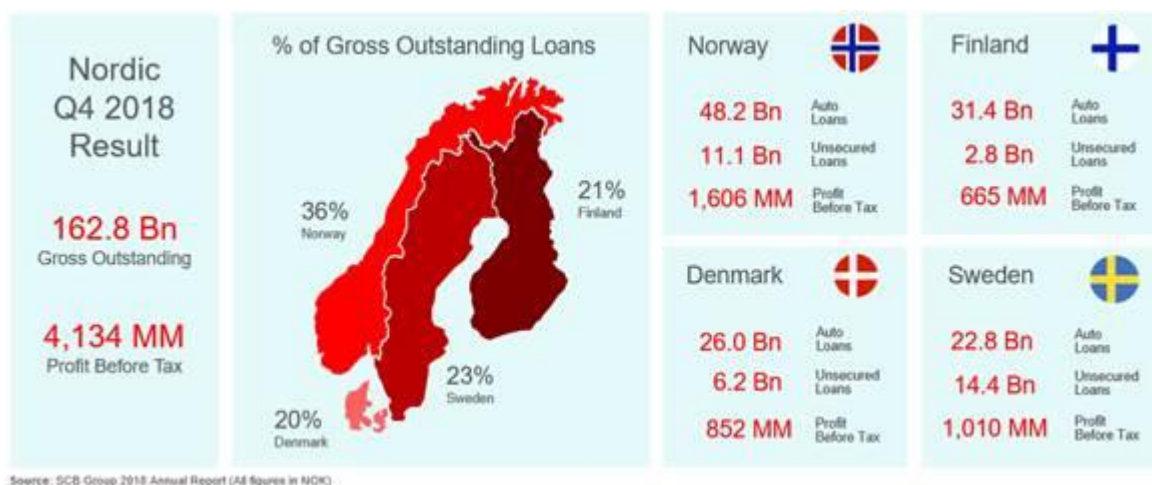 Nordic
Q4 2018
Result
162.8 Bn
Gross Outstanding
4,134 MM
Profit Before Tax
% of Gross Outstanding Loans
36%
Norway
21%
Finland
23%
Sweden
20%
Denmark
Norway
48.2 Bn
Auto
Loans
11.1 Bn
Unsecured
Loans
1,606 MM
Profit
Before Tax
Finland
31.4 Bn
Auto
Loans
2.8 Bn
Unsecured
Loans
665 MM
Profit
Before Tax
Denmark
26.0 Bn
Auto
Loans
6.2 Bn
Unsecured
Loans
852 MM
Profit
Before Tax
Sweden
22.8 Bn
Auto
Loans
14.4 Bn
Unsecured
Loans
1,010 MM
Profit
Before Tax
Source: SCB Group 2018 Annual Report (All figures in NOK)